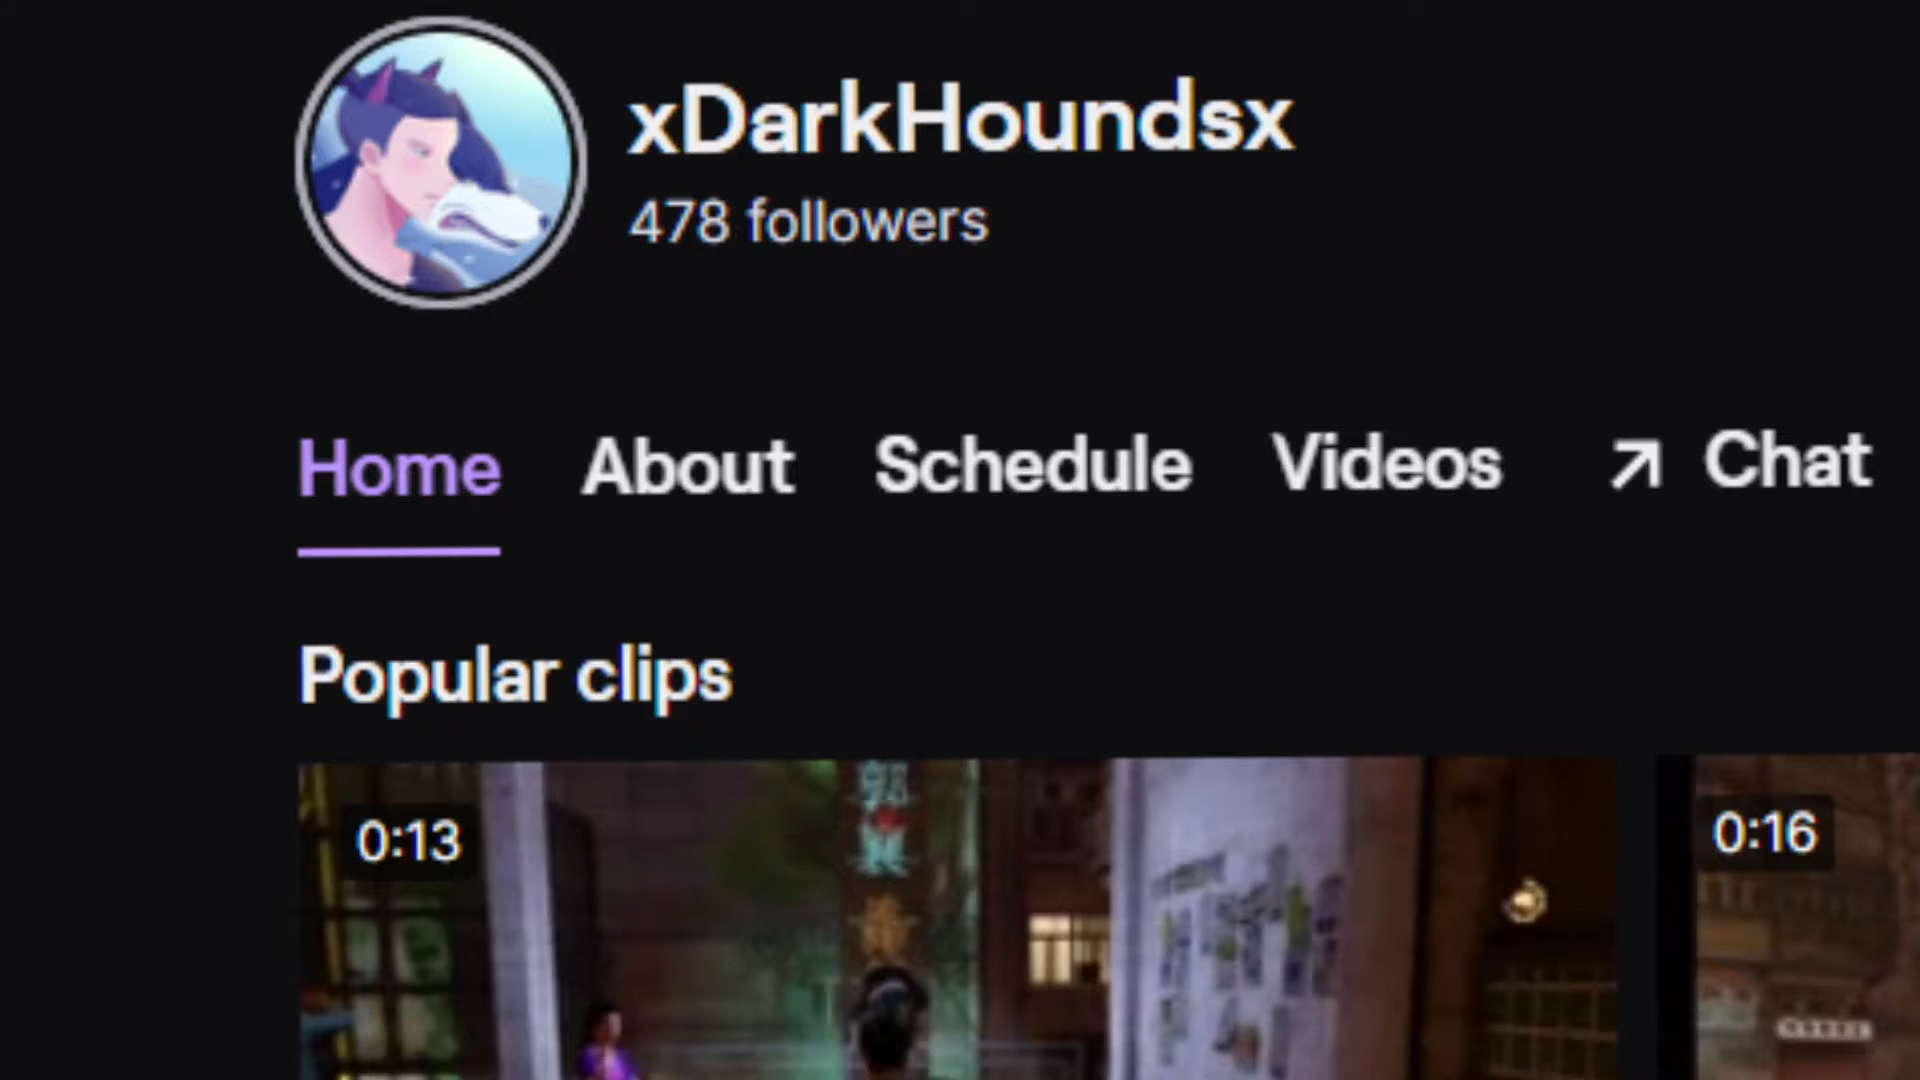 xDarkHoundsx
478 followers
Home About Schedule Videos Chat
Popular clips
0:13
0:16